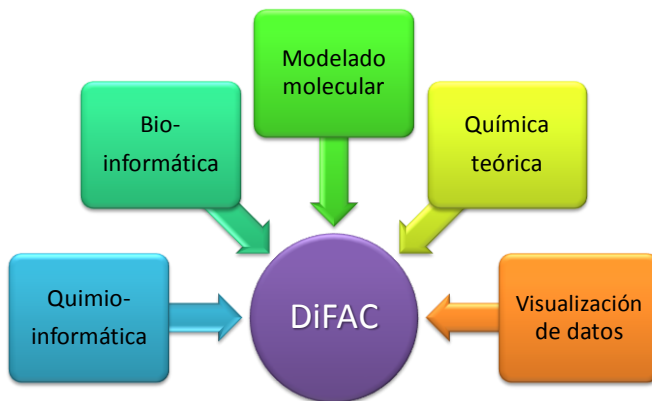 Modelado
molecular
Bio-
informática
Química
teórica
Quimio-
informática
DiFAC
Visualización
de datos